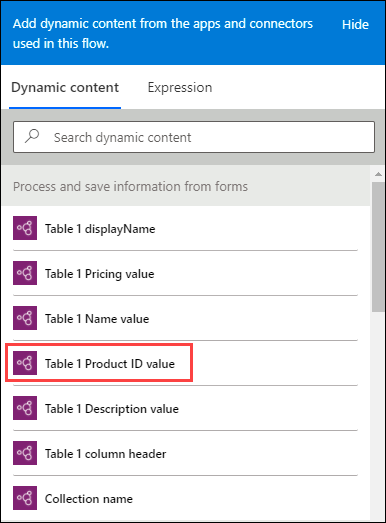 Add dynamic content from the apps and connectors Hide
used in this flow.
Dynamic content Expression
Search dynamic content
Process and save information from forms
Table 1 displayName
Table 1 Pricing value
Table 1 Name value
Table 1 Product ID value
Table 1 Description value
Table 1 column header
Collection name